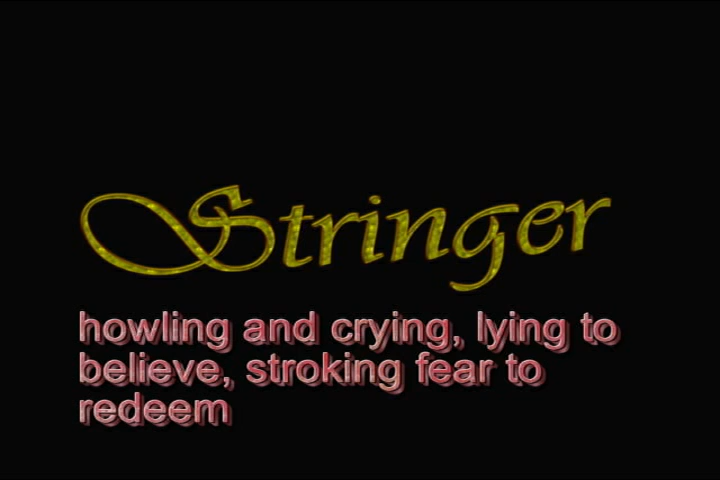 Stringer
howling and crying, lying to
believe, stroking fear to
redeem